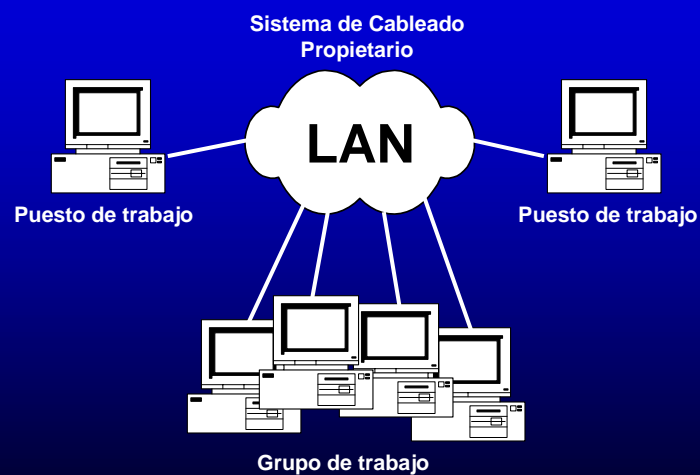 Sistema de Cableado
Propietario
LAN
Puesto de trabajo
Puesto de trabajo
Grupo de trabajo